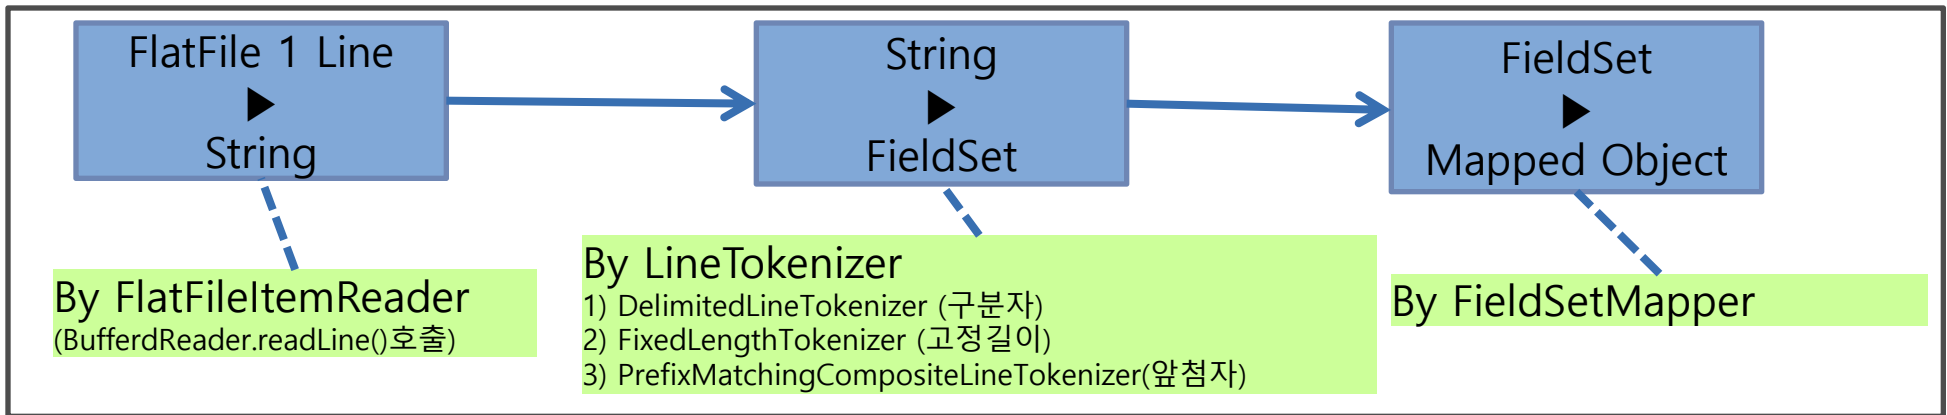 FlatFile 1 Line
▶
String
String
▶
FieldSet
FieldSet
▶
Mapped Object
By FlatFileItemReader
(BufferdReader.readLine()호출)
By LineTokenizer
1) DelimitedLineTokenizer (구분자)
2) FixedLengthTokenizer (고정길이)
3) PrefixMatchingCompositeLineTokenizer(앞첨자)
By FieldSetMapper